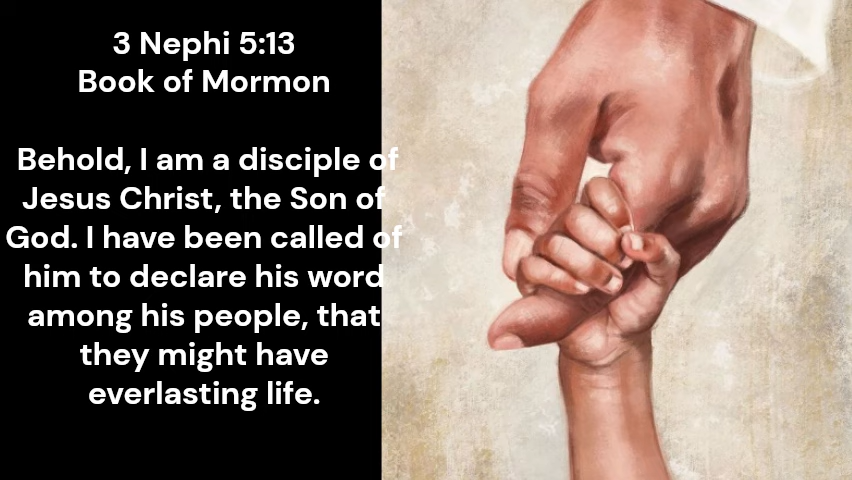 3 Nephi 5:13
Book of Mormon
Behold, I am a disciple of
Jesus Christ, the Son of
God. I have been called of
him to declare his word
among his people, that
they might have
everlasting life.